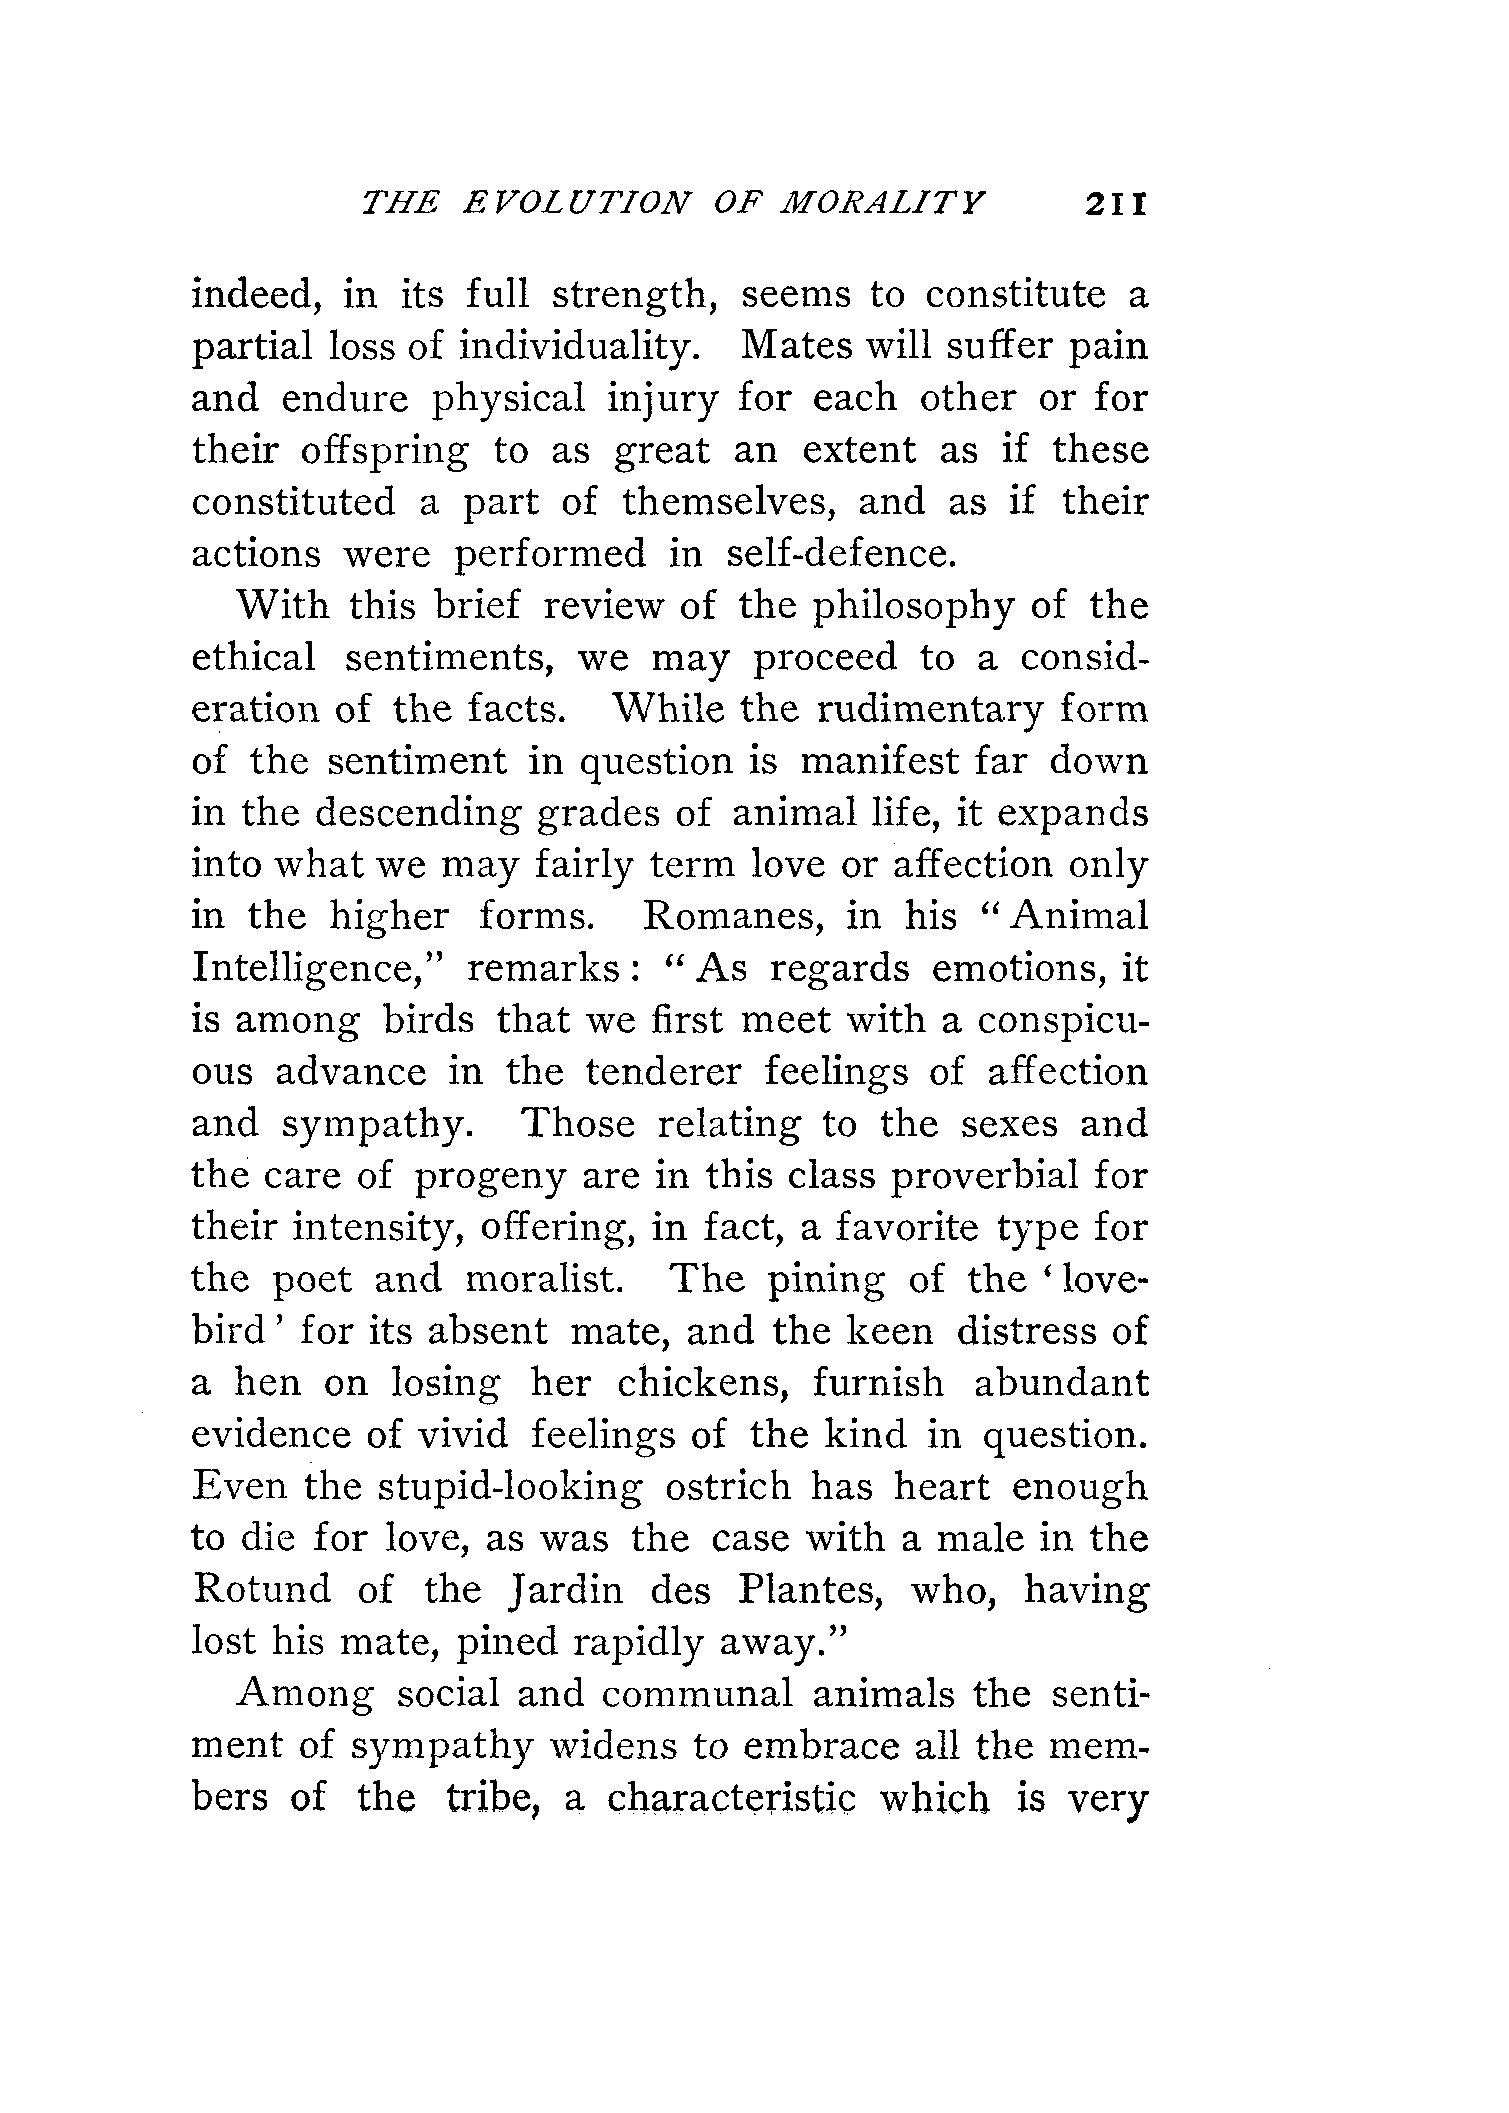 THE EVOLUTION OF MORALITY 211
indeed, in its full strength, seems to constitute a
partial loss of individuality. Mates will suffer pain
and endure physical injury for each other or for
their offspring to as great an extent as if these
constituted a part of themselves, and as if their
actions were performed in self-defence.
With this brief review of the philosophy of the
ethical sentiments, we may proceed to a consid-
eration of the facts. While the rudimentary form
of the sentiment in question is manifest far down
in the descending grades of animal life, it expands
into what we may fairly term love or affection only
in the higher forms. Romanes, in his “Animal
Intelligence,” remarks: “As regards emotions, it
is among birds that we first meet with a conspicu-
ous advance in the tenderer feelings of affection
and sympathy. Those relating to the sexes and
the care of progeny are in this class proverbial for
their intensity, offering, in fact, a favorite type for
the poet and moralist. The pining of the ‘love-
bird’ for its absent mate, and the keen distress of
a hen on losing her chickens, furnish abundant
evidence of vivid feelings of the kind in question.
Even the stupid-looking ostrich has heart enough
to die for love, as was the case with a male in the
Rotund of the Jardin des Plantes, who, having
lost his mate, pined rapidly away.”
Among social and communal animals the senti-
ment of sympathy widens to embrace all the mem-
bers of the tribe, a characteristic which is very